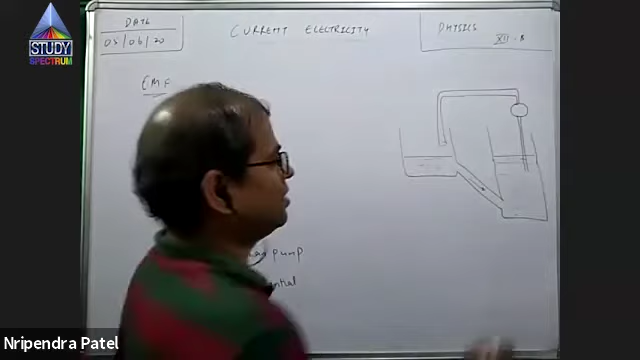 STUDY
SPECTRUM
DATE
05/06/20
CURRENT ELECTRICITY
PHYSICS
XII - B
EMF
pump
Nripendra Patel